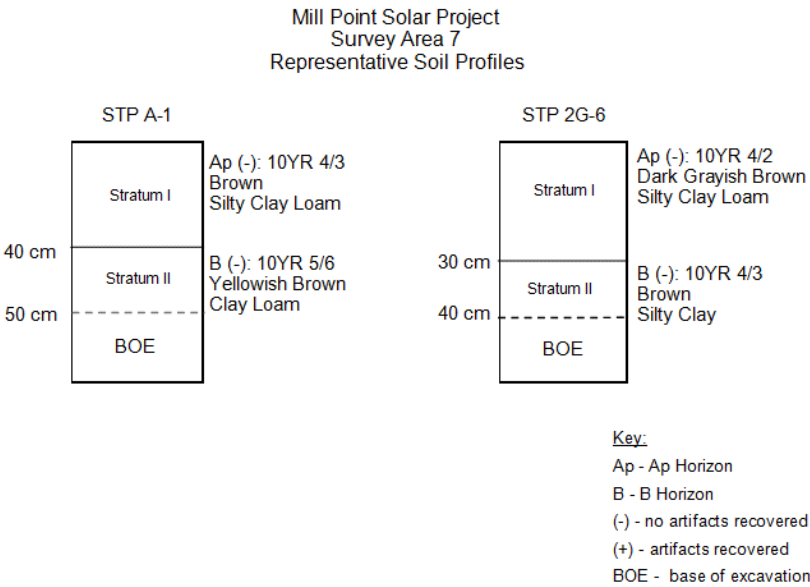 Mill Point Solar Project
Survey Area 7
Representative Soil Profiles
STP A-1
Stratum I
Ap (-): 10YR 4/3
Brown
Silty Clay Loam
40 cm
Stratum II
B (-): 10YR 5/6
Yellowish Brown
Clay Loam
50 cm
BOE
STP 2G-6
Stratum I
Ap (-): 10YR 4/2
Dark Grayish Brown
Silty Clay Loam
30 cm
Stratum II
B (-): 10YR 4/3
Brown
Silty Clay
40 cm
BOE
Key:
Ap - Ap Horizon
B - B Horizon
(-) - no artifacts recovered
(+) - artifacts recovered
BOE - base of excavation